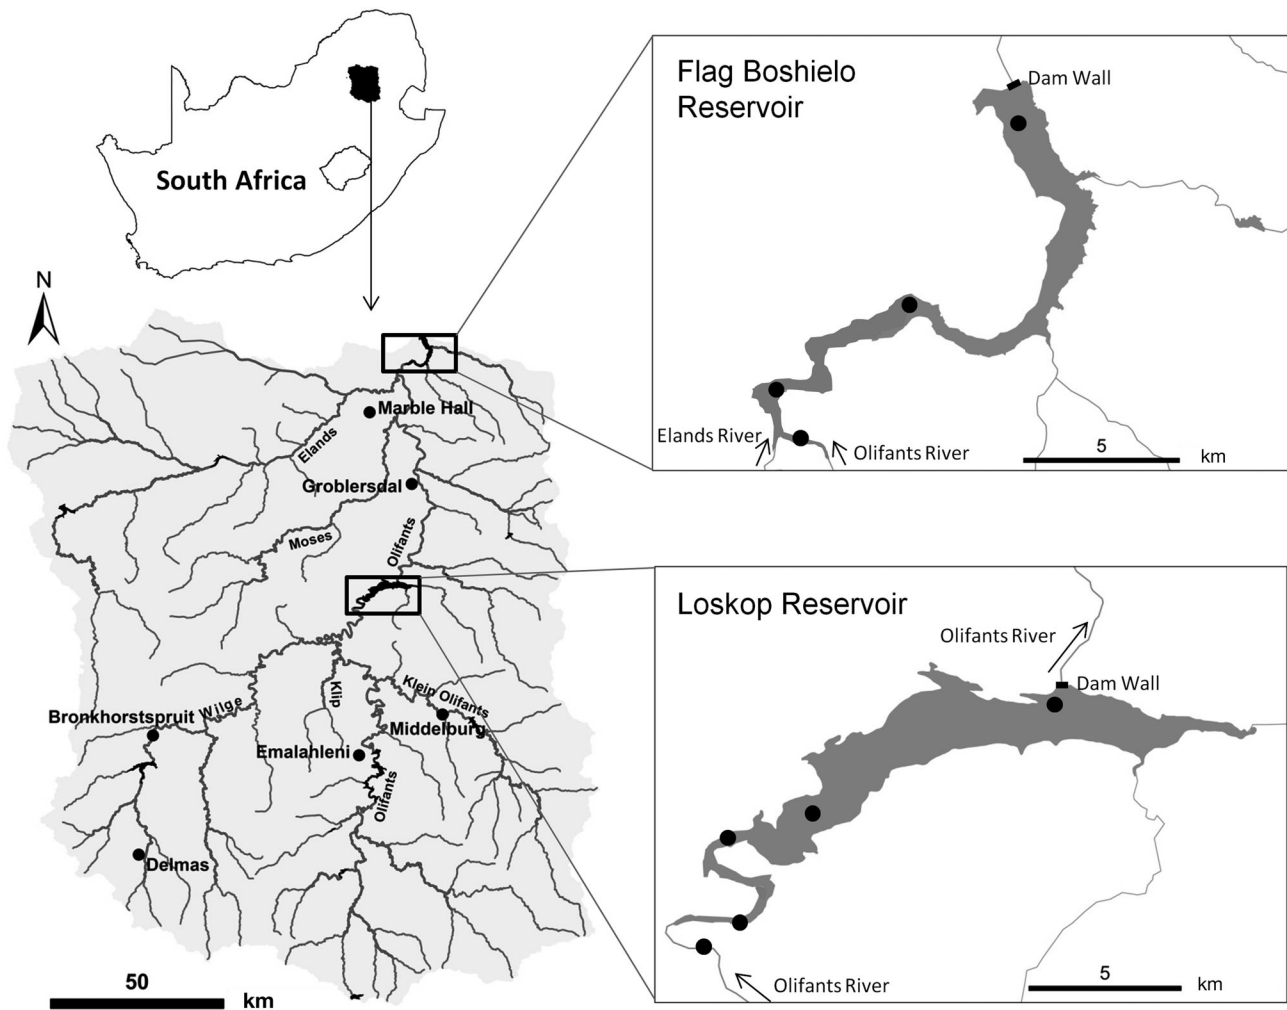 South Africa
N
Marble Hall
Elands
Groblersdal
Moses
Olifants
Klip
Klein Olifants
Wilge
Bronkhorstspruit
Middelburg
Emalahleni
Olifants
Delmas
50
km
Flag Boshielo
Reservoir
Dam Wall
Elands River
Olifants River
5
km
Loskop Reservoir
Olifants River
Dam Wall
Olifants River
5
km